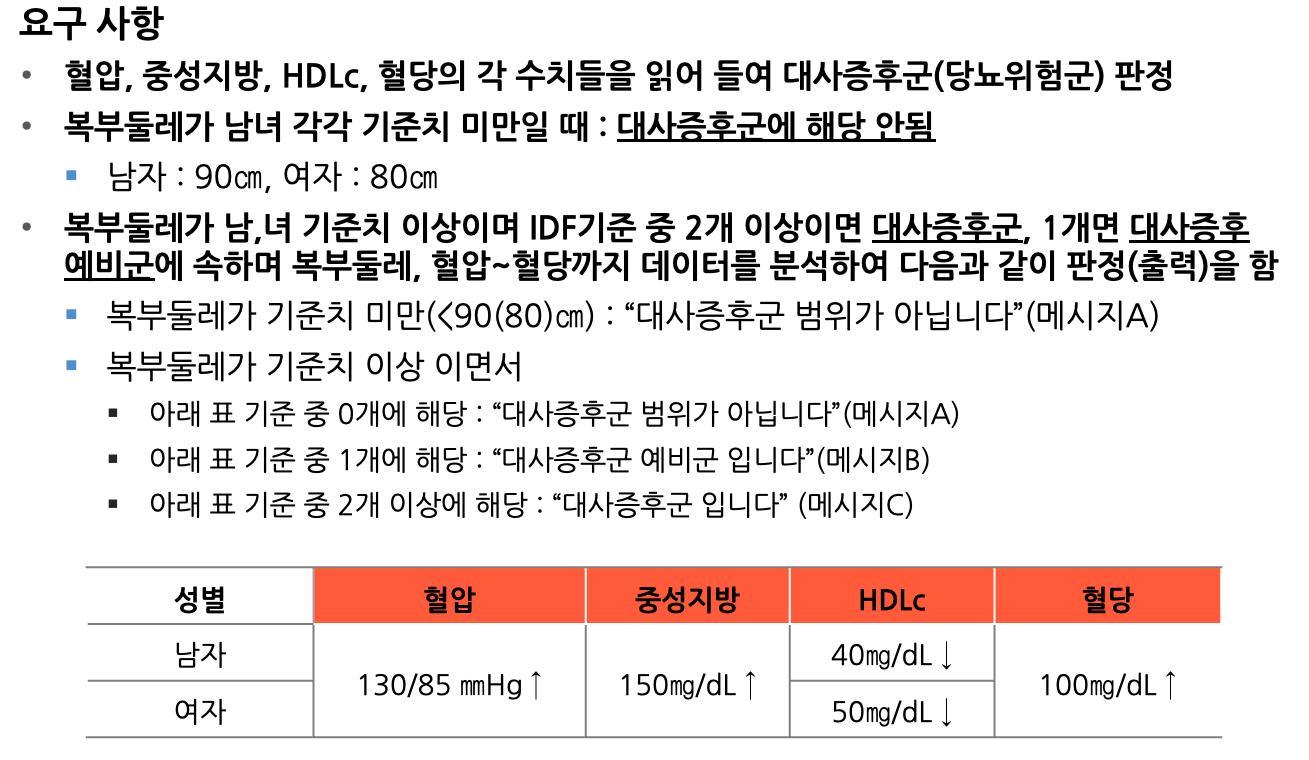 요구 사항
• 혈압, 중성지방, HDLc, 혈당의 각 수치들을 읽어 들여 대사증후군(당뇨위험군) 판정
• 복부둘레가 남녀 각각 기준치 미만일 때 : 대사증후군에 해당 안됨
▪ 남자 : 90㎝, 여자 : 80㎝
• 복부둘레가 남,녀 기준치 이상이며 IDF기준 중 2개 이상이면 대사증후군, 1개면 대사증후
예비군에 속하며 복부둘레, 혈압~혈당까지 데이터를 분석하여 다음과 같이 판정(출력)을 함
▪ 복부둘레가 기준치 미만(<90(80)㎝) : “대사증후군 범위가 아닙니다”(메시지A)
▪ 복부둘레가 기준치 이상 이면서
▪ 아래 표 기준 중 0개에 해당 : “대사증후군 범위가 아닙니다”(메시지A)
▪ 아래 표 기준 중 1개에 해당 : “대사증후군 예비군 입니다”(메시지B)
▪ 아래 표 기준 중 2개 이상에 해당 : “대사증후군 입니다” (메시지C)
성별 혈압 중성지방 HDLc 혈당
남자 130/85 ㎜Hg↑ 150㎎/dL↑ 40㎎/dL↓ 100㎎/dL↑
여자 50㎎/dL↓